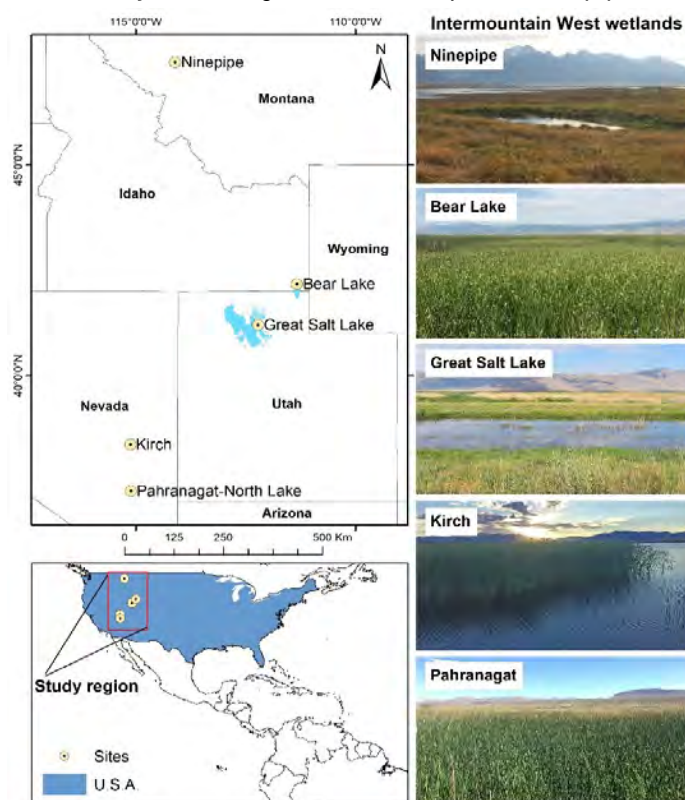 115°0'0"W
110°0'0"W
Intermountain West wetlands
Ninepipe
N
Ninepipe
Montana
45°0'0"N
Idaho
Wyoming
Bear Lake
Great Salt Lake
40°0'0"N
Nevada
Utah
Kirch
Pahranagat-North Lake
Arizona
0 125 250 500 Km
Study region
Sites
U.S.A.
Bear Lake
Great Salt Lake
Kirch
Pahranagat